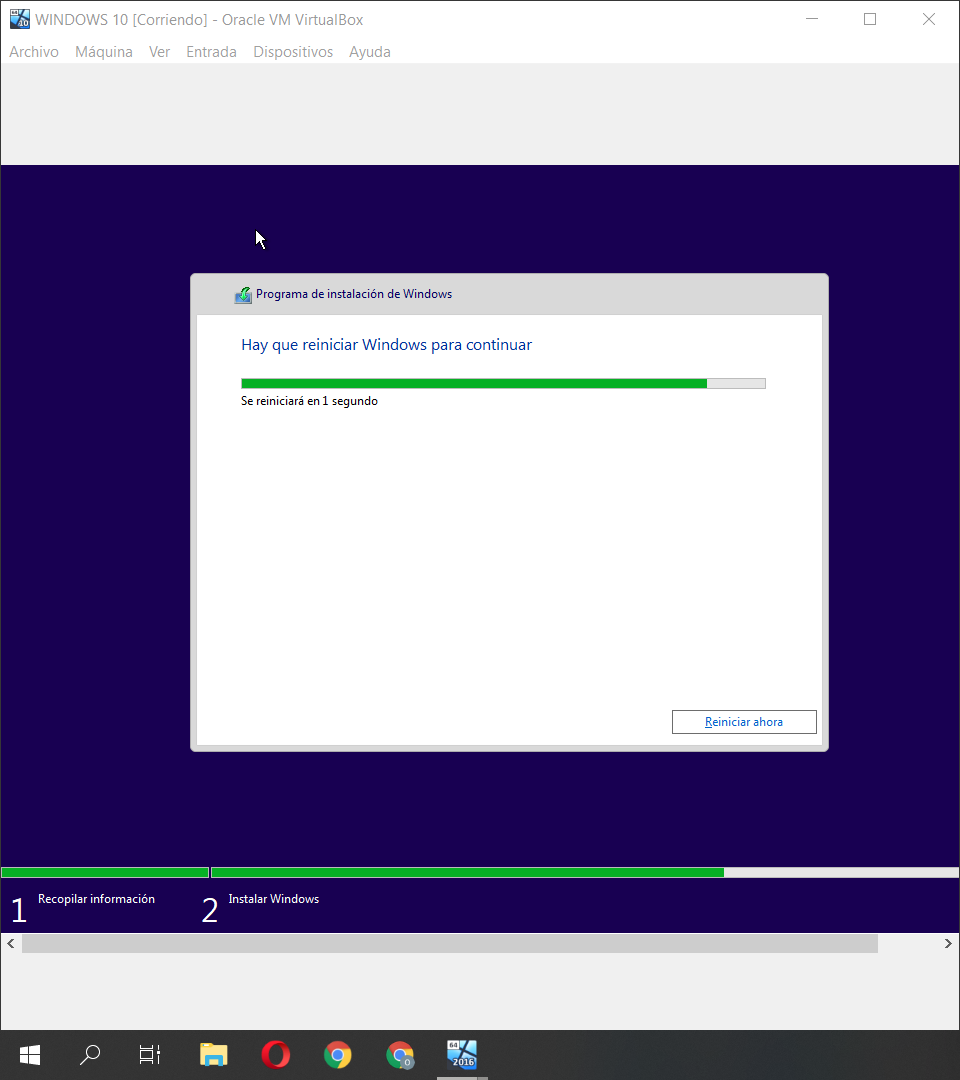 WINDOWS 10 [Corriendo] - Oracle VM VirtualBox
Archivo Máquina Ver Entrada Dispositivos Ayuda
Programa de instalación de Windows
Hay que reiniciar Windows para continuar
Se reiniciará en 1 segundo
Reiniciar ahora
1 Recopilar información 2 Instalar Windows
64
2016